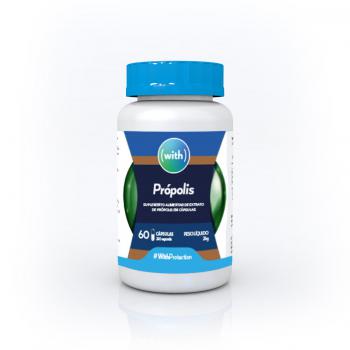 (with)
Própolis
SUPLEMENTO ALIMENTAR DE EXTRATO
DE PRÓPOLIS EM CÁPSULAS
60
CÁPSULAS
PESO LÍQUIDO
#WithProtection